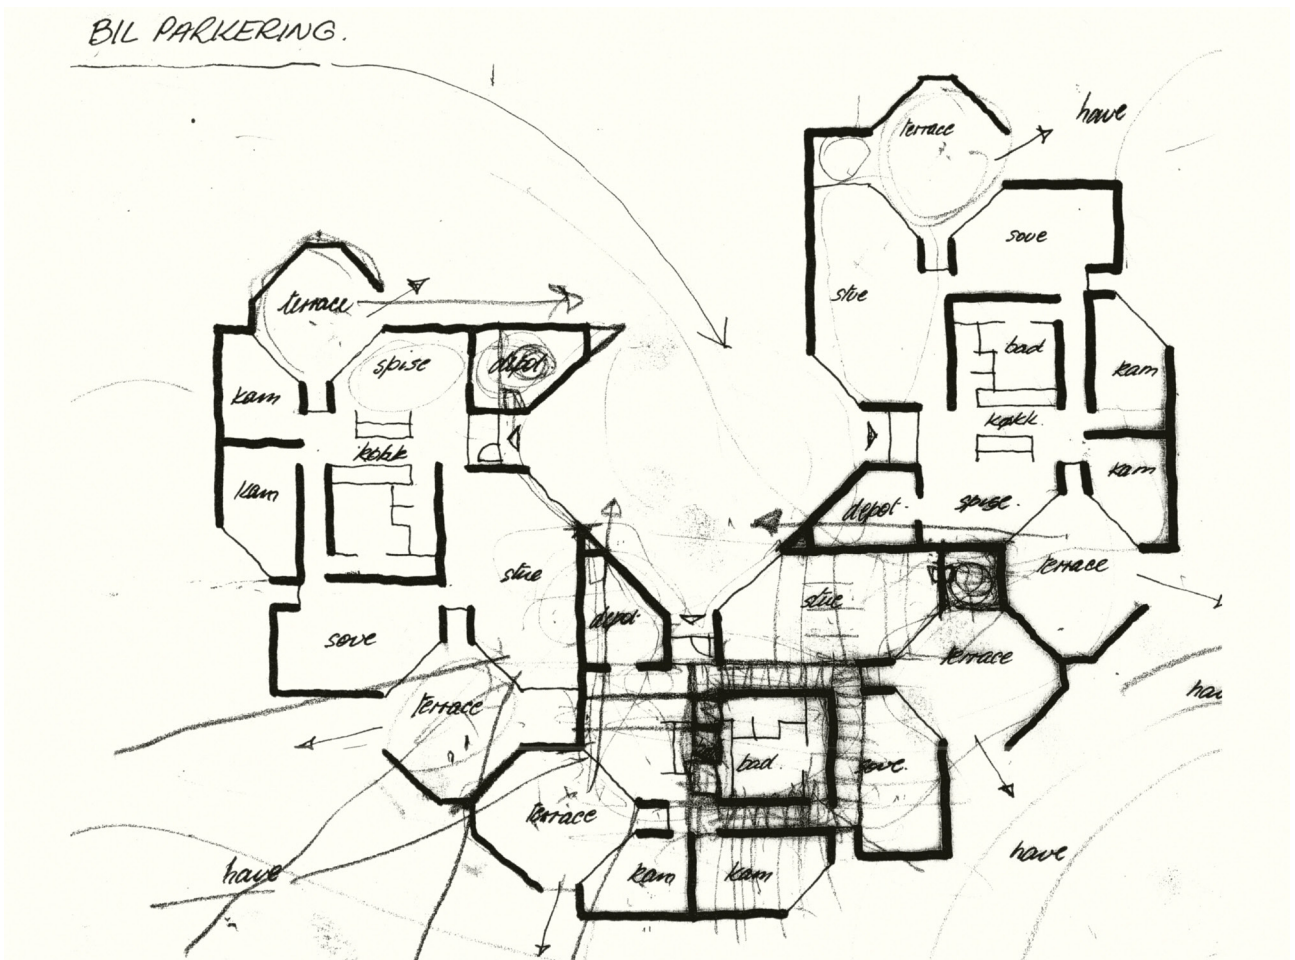 BIL PARKERING.
have
terrace
sove
terrace
stue
bad
spise
depot
kam
kam
køkk.
køkk
kam
kam
depot.
spise.
stue
terrace
stue
depot.
sove
terrace
terrace
have
bad.
sove.
terrace
have
kam
kam
have